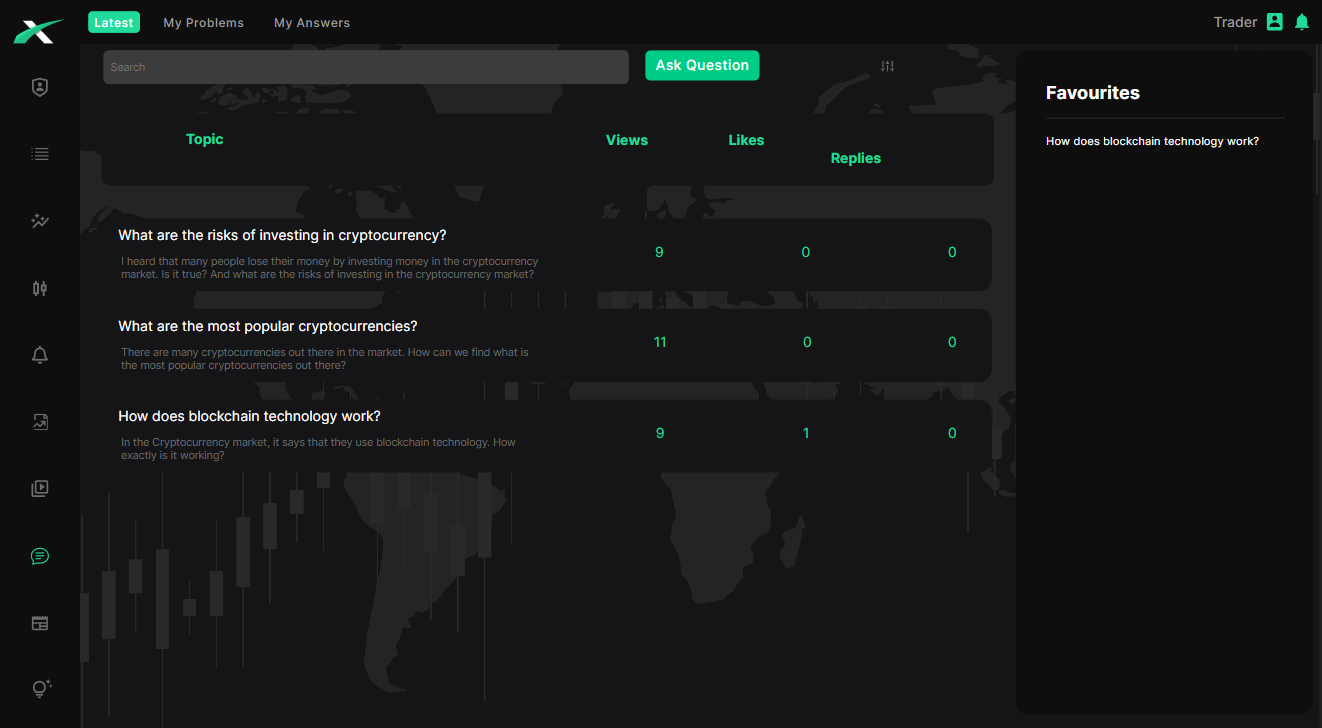 Latest My Problems My Answers Trader
Search Ask Question
Favourites
Topic Views Likes
Replies
How does blockchain technology work?
What are the risks of investing in cryptocurrency?
I heard that many people lose their money by investing money in the cryptocurrency
market. Is it true? And what are the risks of investing in the cryptocurrency market?
9 0 0
What are the most popular cryptocurrencies?
There are many cryptocurrencies out there in the market. How can we find what is
the most popular cryptocurrencies out there?
11 0 0
How does blockchain technology work?
In the Cryptocurrency market, it says that they use blockchain technology. How
exactly is it working?
9 1 0